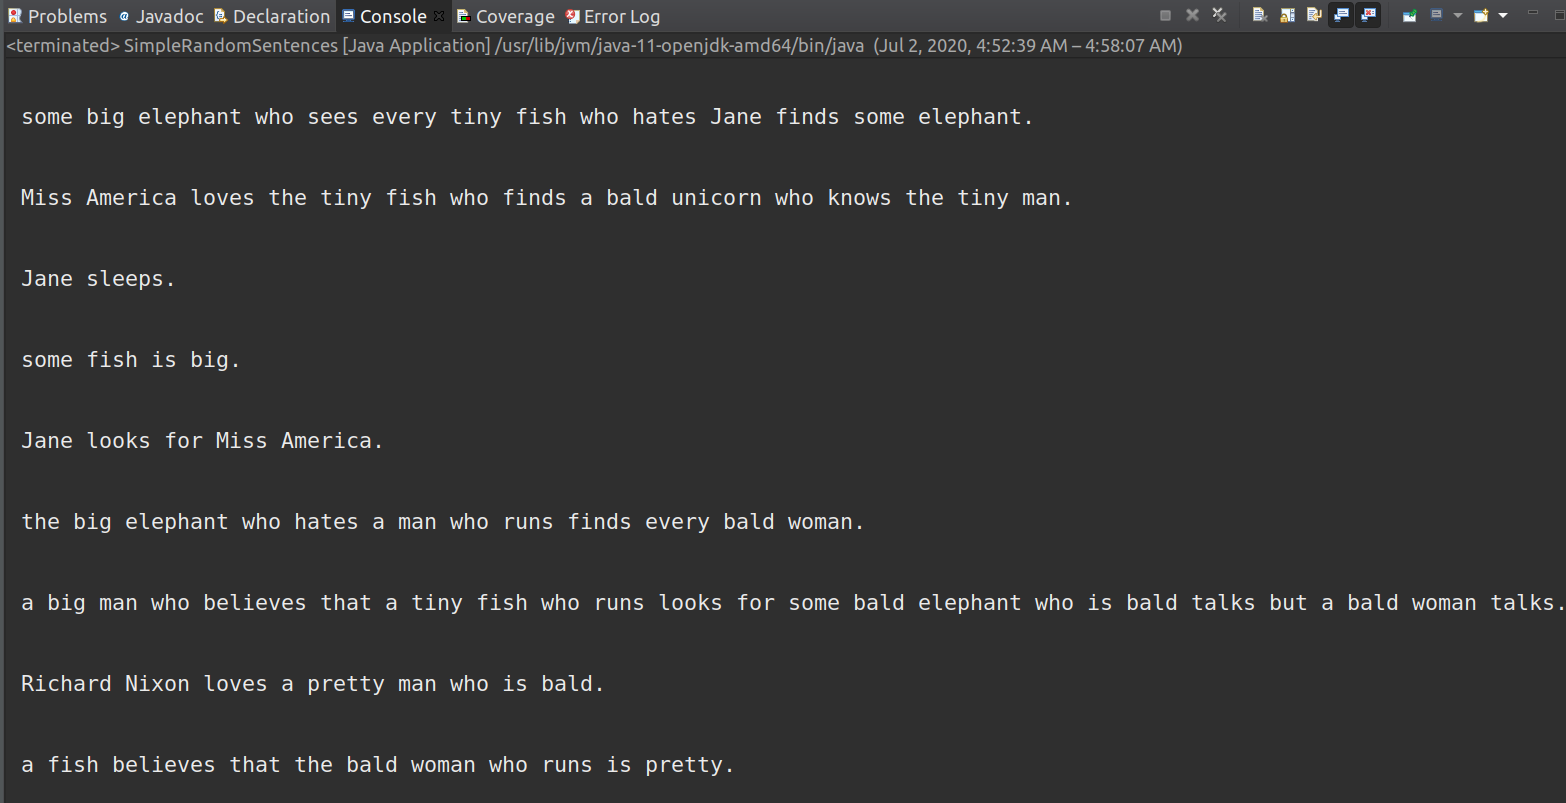 Problems Javadoc Declaration Console Coverage Error Log
<terminated> SimpleRandomSentences [Java Application] /usr/lib/jvm/java-11-openjdk-amd64/bin/java (Jul 2, 2020, 4:52:39 AM – 4:58:07 AM)
some big elephant who sees every tiny fish who hates Jane finds some elephant.
Miss America loves the tiny fish who finds a bald unicorn who knows the tiny man.
Jane sleeps.
some fish is big.
Jane looks for Miss America.
the big elephant who hates a man who runs finds every bald woman.
a big man who believes that a tiny fish who runs looks for some bald elephant who is bald talks but a bald woman talks.
Richard Nixon loves a pretty man who is bald.
a fish believes that the bald woman who runs is pretty.